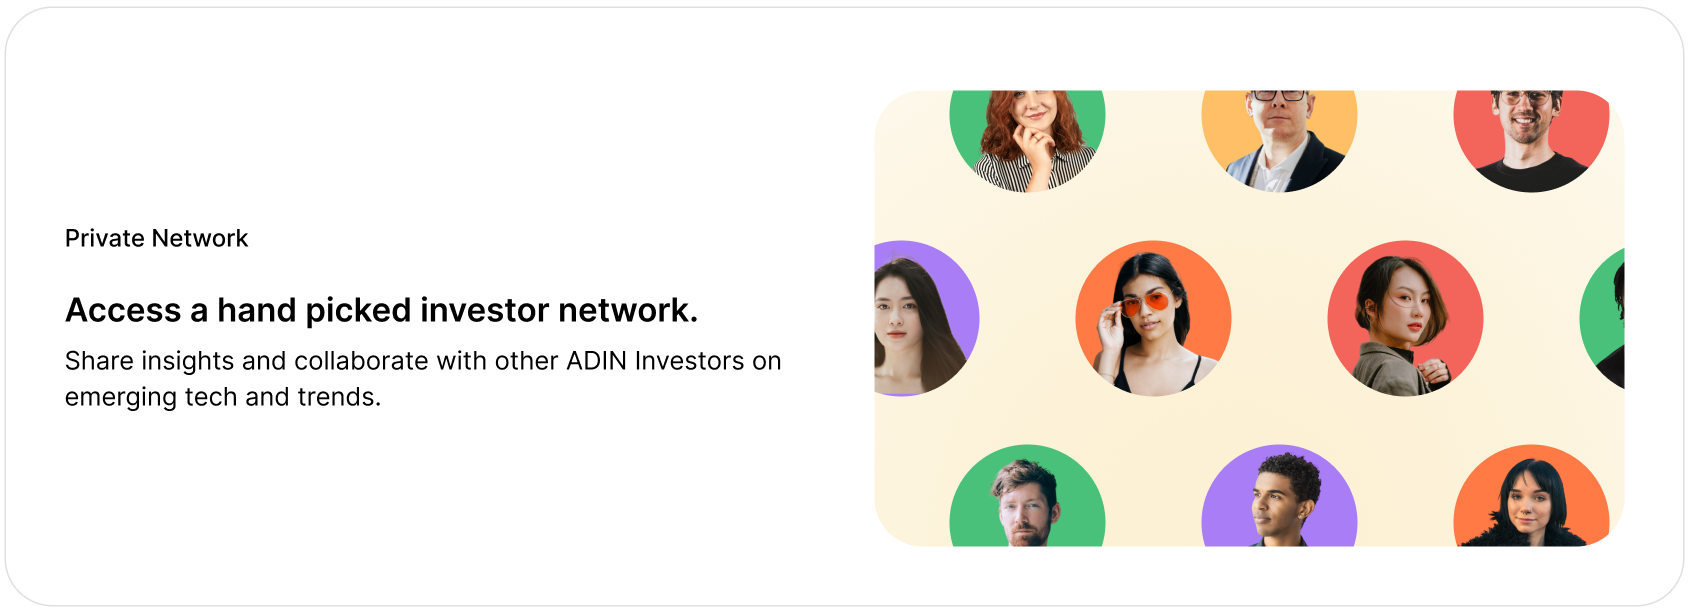 Private Network
Access a hand picked investor network.
Share insights and collaborate with other ADIN Investors on
emerging tech and trends.